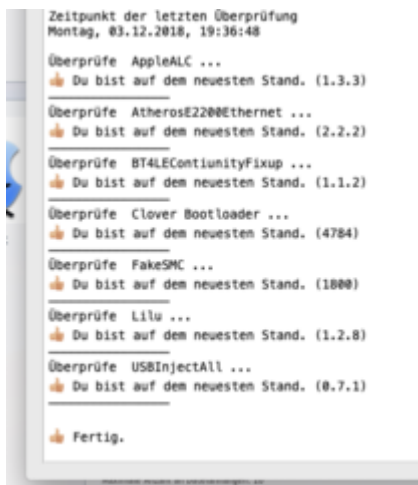 Zeitpunkt der letzten Überprüfung
Montag, 03.12.2018, 19:36:48
Überprüfe AppleALC ...
👍 Du bist auf dem neuesten Stand. (1.3.3)
Überprüfe AtherosE2200Ethernet ...
👍 Du bist auf dem neuesten Stand. (2.2.2)
Überprüfe BT4LEContiunityFixup ...
👍 Du bist auf dem neuesten Stand. (1.1.2)
Überprüfe Clover Bootloader ...
👍 Du bist auf dem neuesten Stand. (4784)
Überprüfe FakeSMC ...
👍 Du bist auf dem neuesten Stand. (1800)
Überprüfe Lilu ...
👍 Du bist auf dem neuesten Stand. (1.2.8)
Überprüfe USBInjectAll ...
👍 Du bist auf dem neuesten Stand. (0.7.1)
👍 Fertig.